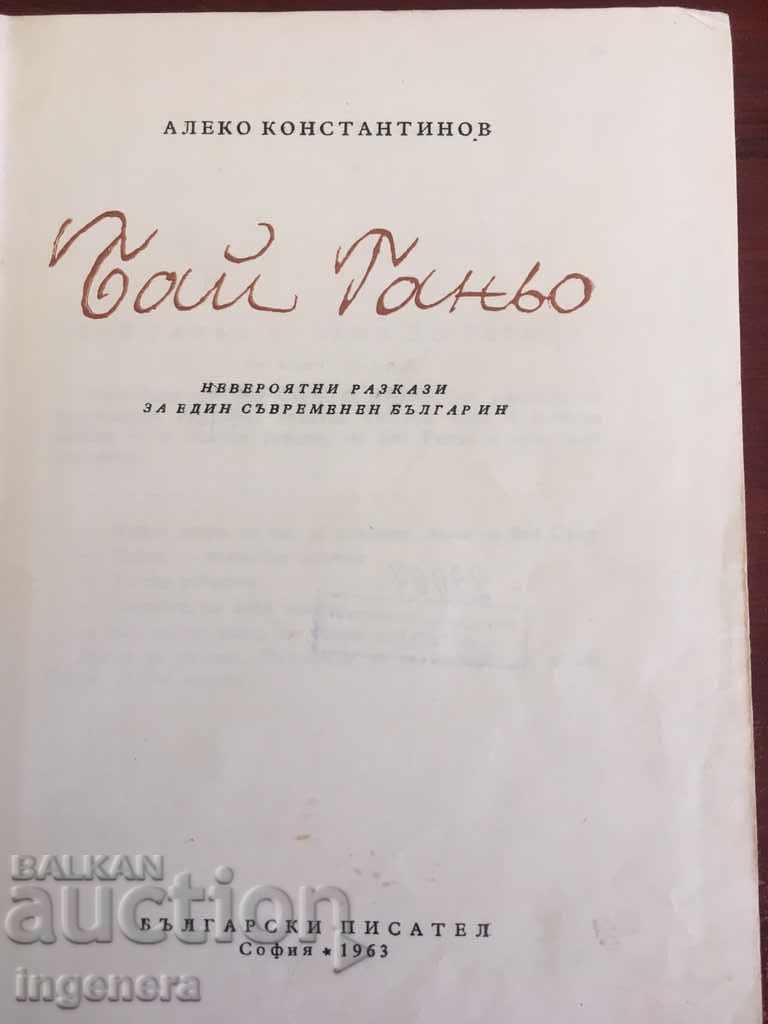 АЛЕКО КОНСТАНТИНОВ
Бай Ганьо
НЕВЕРОЯТНИ РАЗКАЗИ
ЗА ЕДИН СЪВРЕМЕНЕН БЪЛГАРИН
БЪЛГАРСКИ ПИСАТЕЛ
София ★ 1963
BALKAN
auction
ingenera